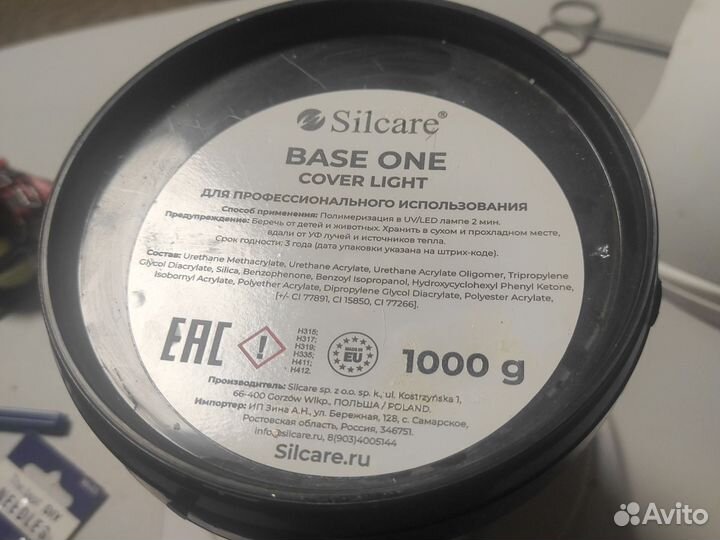 Silcare®
BASE ONE
COVER LIGHT
ДЛЯ ПРОФЕССИОНАЛЬНОГО ИСПОЛЬЗОВАНИЯ
Способ применения: Полимеризация в UV/LED лампе 2 мин.
Предупреждение: Беречь от детей и животных. Хранить в сухом и прохладном месте,
вдали от УФ лучей и источников тепла.
Срок годности: 3 года (дата упаковки указана на штрих-коде).
Состав: Urethane Methacrylate, Urethane Acrylate, Urethane Acrylate Oligomer, Tripropylene
Glycol Diacrylate, Silica, Benzophenone, Benzoyl Isopropanol, Hydroxycyclohexyl Phenyl Ketone,
Isobornyl Acrylate, Polyether Acrylate, Dipropylene Glycol Diacrylate, Polyester Acrylate,
[+/- CI 77891, CI 15850, CI 77266].
EAC
H315;
H317;
H319;
H335;
H411;
H412.
MADE IN
EU
1000 g
Производитель: Silcare sp. z o.o. sp. k., ul. Kostrzyńska 1,
66-400 Gorzów Wlkp., ПОЛЬША / POLAND.
Импортер: ИП Зина А.Н., ул. Бережная, 128, с. Самарское,
Ростовская область, Россия, 346751.
info@silcare.ru, 8(903)4005144
Silcare.ru
DIY
NEEDLES
Avito